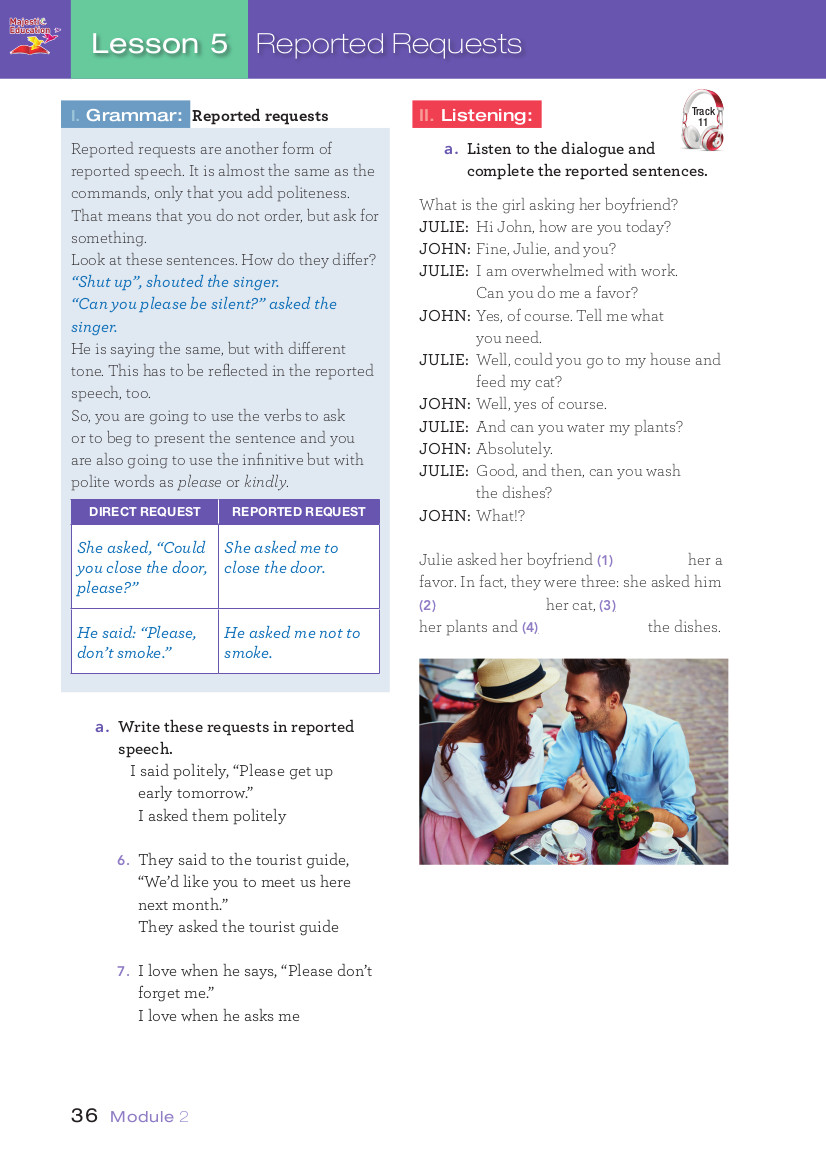 Majestic
Education
Lesson 5 Reported Requests
I. Grammar: Reported requests
Reported requests are another form of
reported speech. It is almost the same as the
commands, only that you add politeness.
That means that you do not order, but ask for
something.
Look at these sentences. How do they differ?
“Shut up”, shouted the singer.
“Can you please be silent?” asked the
singer.
He is saying the same, but with different
tone. This has to be reflected in the reported
speech, too.
So, you are going to use the verbs to ask
or to beg to present the sentence and you
are also going to use the infinitive but with
polite words as please or kindly.
DIRECT REQUEST REPORTED REQUEST
She asked, “Could
you close the door,
please?”
She asked me to
close the door.
He said: “Please,
don’t smoke.”
He asked me not to
smoke.
a. Write these requests in reported
speech.
I said politely, “Please get up
early tomorrow.”
I asked them politely
6. They said to the tourist guide,
“We’d like you to meet us here
next month.”
They asked the tourist guide
7. I love when he says, “Please don’t
forget me.”
I love when he asks me
II. Listening:
Track
11
a. Listen to the dialogue and
complete the reported sentences.
What is the girl asking her boyfriend?
JULIE: Hi John, how are you today?
JOHN: Fine, Julie, and you?
JULIE: I am overwhelmed with work.
Can you do me a favor?
JOHN: Yes, of course. Tell me what
you need.
JULIE: Well, could you go to my house and
feed my cat?
JOHN: Well, yes of course.
JULIE: And can you water my plants?
JOHN: Absolutely.
JULIE: Good, and then, can you wash
the dishes?
JOHN: What!?
Julie asked her boyfriend (1) her a
favor. In fact, they were three: she asked him
(2) her cat, (3)
her plants and (4) the dishes.
36 Module 2